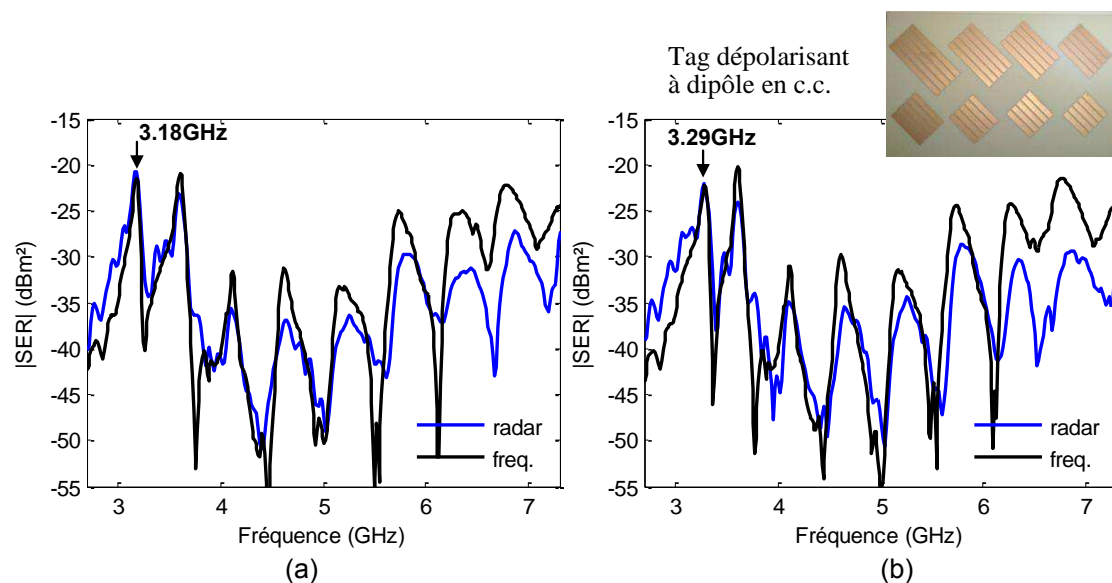 Tag dépolarisant
à dipôle en c.c.
-15
-20
-25
-30
-35
-40
-45
-50
-55
|SER| (dBm²)
3.18GHz
radar
freq.
3 4 5 6 7
Fréquence (GHz)
(a)
-15
-20
-25
-30
-35
-40
-45
-50
-55
|SER| (dBm²)
3.29GHz
radar
freq.
3 4 5 6 7
Fréquence (GHz)
(b)